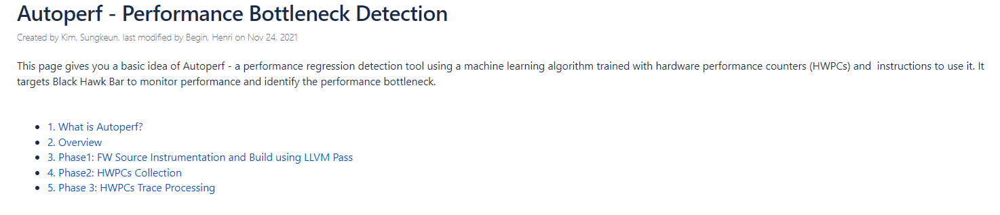 Autoperf - Performance Bottleneck Detection
Created by Kim, Sungkeun, last modified by Begin, Henri on Nov 24, 2021
This page gives you a basic idea of Autoperf - a performance regression detection tool using a machine learning algorithm trained with hardware performance counters (HWPCs) and  instructions to use it. It
targets Black Hawk Bar to monitor performance and identify the performance bottleneck.
• 1. What is Autoperf?
• 2. Overview
• 3. Phase1: FW Source Instrumentation and Build using LLVM Pass
• 4. Phase2: HWPCs Collection
• 5. Phase 3: HWPCs Trace Processing